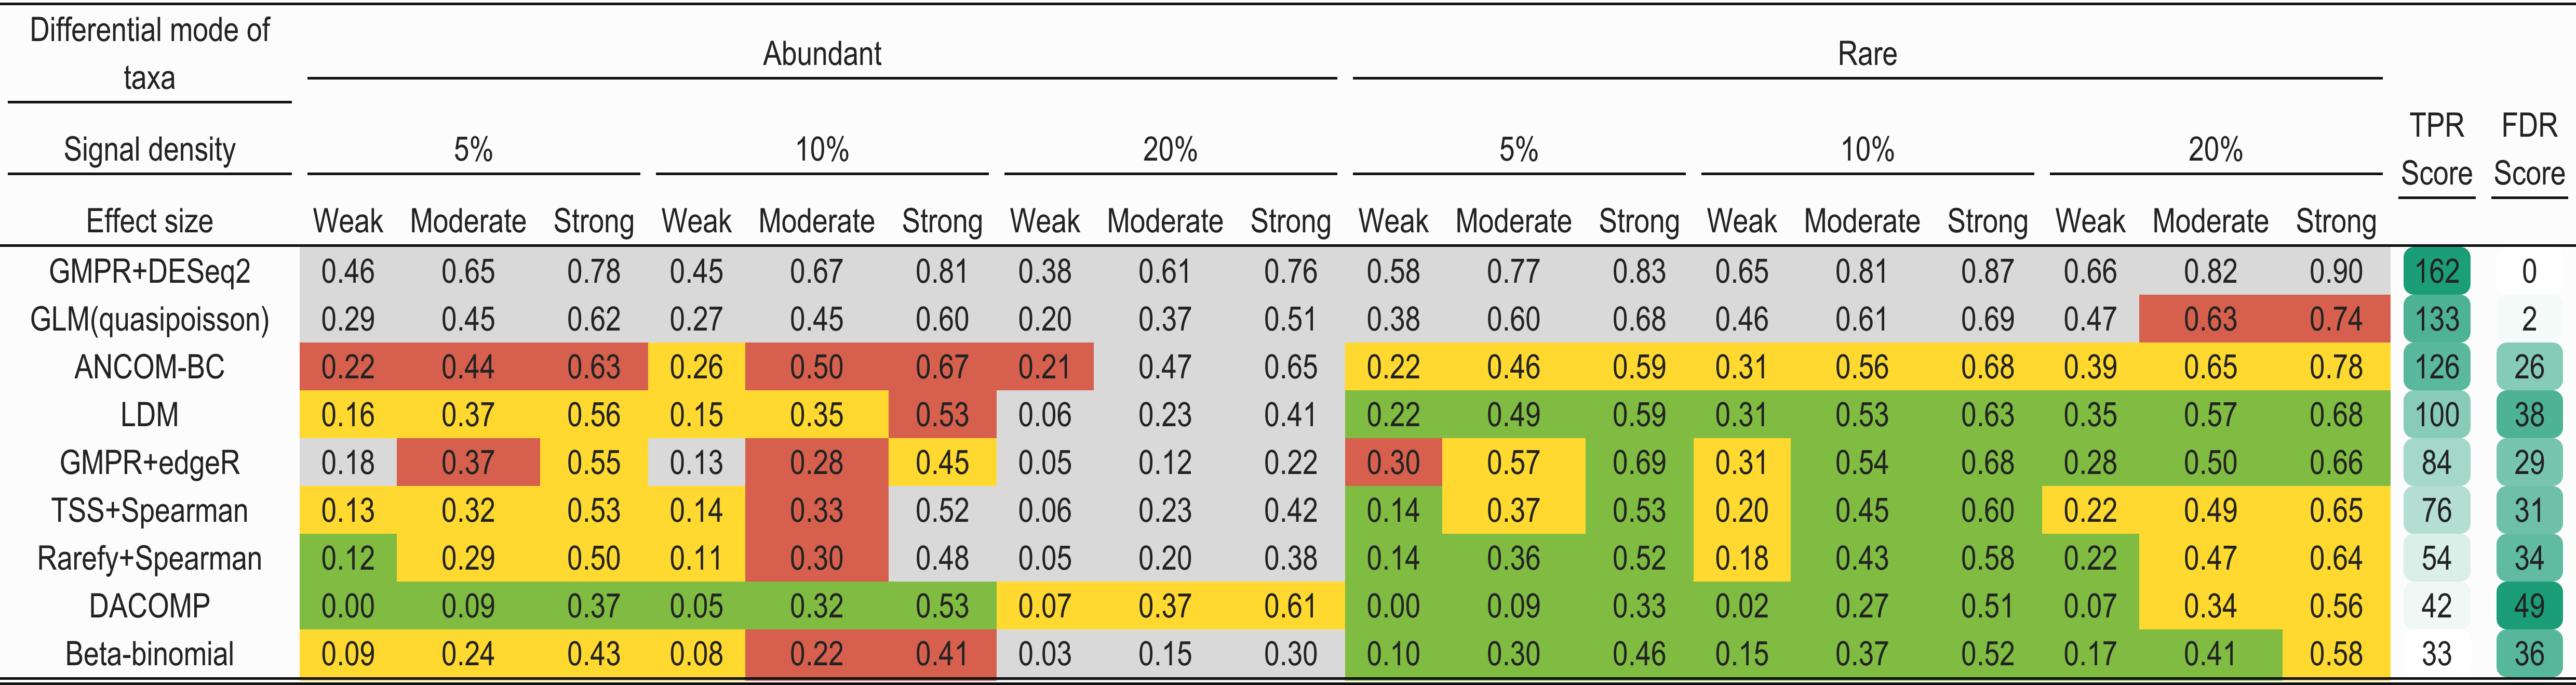 Differential mode of
taxa
Abundant
Rare
TPR
Score
FDR
Score
Signal density 5% 10% 20% 5% 10% 20%
Effect size Weak Moderate Strong Weak Moderate Strong Weak Moderate Strong Weak Moderate Strong Weak Moderate Strong Weak Moderate Strong
GMPR+DESeq2 0.46 0.65 0.78 0.45 0.67 0.81 0.38 0.61 0.76 0.58 0.77 0.83 0.65 0.81 0.87 0.66 0.82 0.90 162 0
GLM(quasipoisson) 0.29 0.45 0.62 0.27 0.45 0.60 0.20 0.37 0.51 0.38 0.60 0.68 0.46 0.61 0.69 0.47 0.63 0.74 133 2
ANCOM-BC 0.22 0.44 0.63 0.26 0.50 0.67 0.21 0.47 0.65 0.22 0.46 0.59 0.31 0.56 0.68 0.39 0.65 0.78 126 26
LDM 0.16 0.37 0.56 0.15 0.35 0.53 0.06 0.23 0.41 0.22 0.49 0.59 0.31 0.53 0.63 0.35 0.57 0.68 100 38
GMPR+edgeR 0.18 0.37 0.55 0.13 0.28 0.45 0.05 0.12 0.22 0.30 0.57 0.69 0.31 0.54 0.68 0.28 0.50 0.66 84 29
TSS+Spearman 0.13 0.32 0.53 0.14 0.33 0.52 0.06 0.23 0.42 0.14 0.37 0.53 0.20 0.45 0.60 0.22 0.49 0.65 76 31
Rarefy+Spearman 0.12 0.29 0.50 0.11 0.30 0.48 0.05 0.20 0.38 0.14 0.36 0.52 0.18 0.43 0.58 0.22 0.47 0.64 54 34
DACOMP 0.00 0.09 0.37 0.05 0.32 0.53 0.07 0.37 0.61 0.00 0.09 0.33 0.02 0.27 0.51 0.07 0.34 0.56 42 49
Beta-binomial 0.09 0.24 0.43 0.08 0.22 0.41 0.03 0.15 0.30 0.10 0.30 0.46 0.15 0.37 0.52 0.17 0.41 0.58 33 36